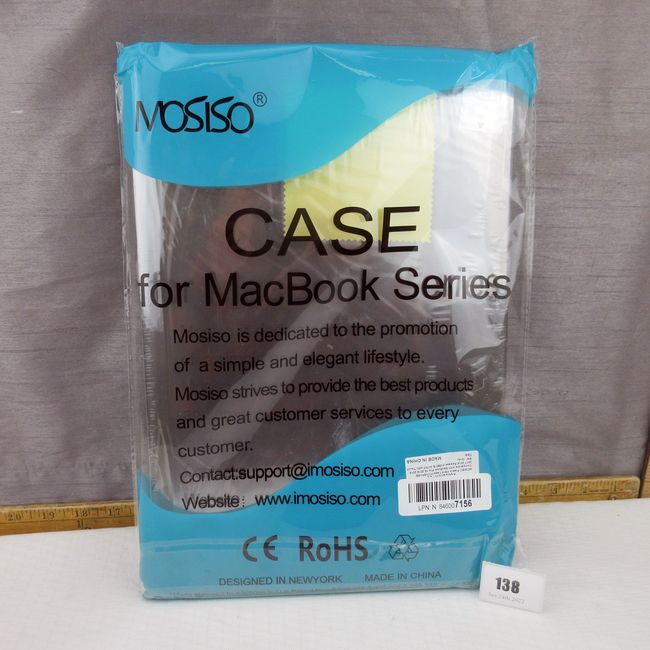 MOSISO®
CASE
for MacBook Series
Mosiso is dedicated to the promotion
of a simple and elegant lifestyle.
Mosiso strives to provide the best products
and great customer services to every
customer.
Contact:support@imosiso.com
Website: www.imosiso.com
MADE IN CHINA
LPN: N 8460007156
CE RoHS
DESIGNED IN NEWYORK MADE IN CHINA
138